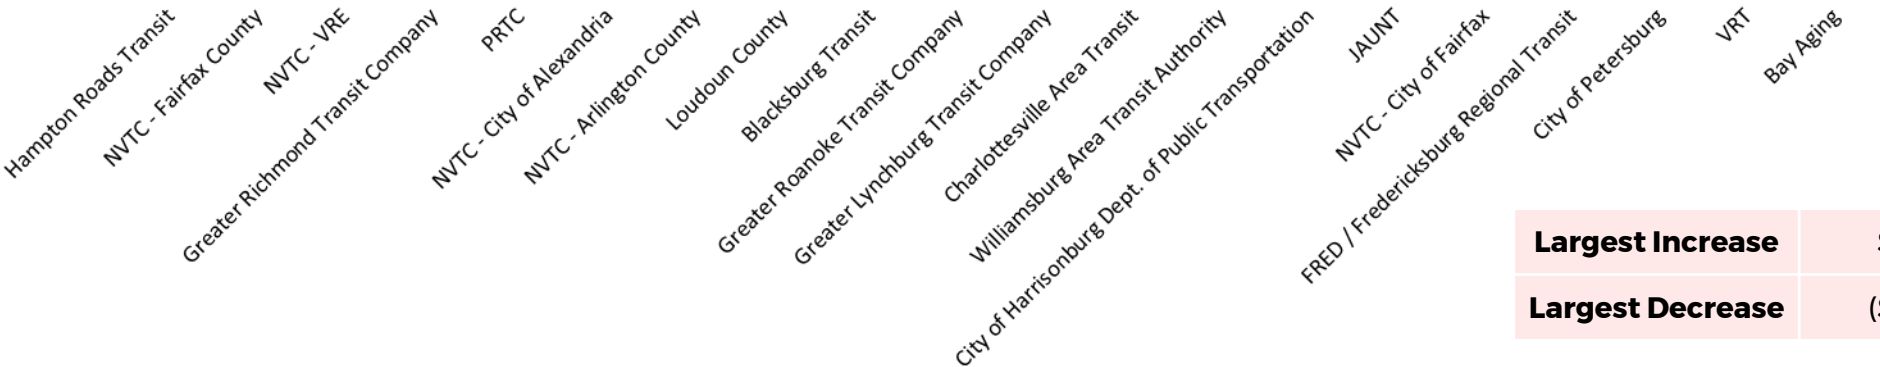 Hampton Roads Transit
NVTC - Fairfax County
NVTC - VRE
Greater Richmond Transit Company
PRTC
NVTC - City of Alexandria
NVTC - Arlington County
Loudoun County
Blacksburg Transit
Greater Roanoke Transit Company
Greater Lynchburg Transit Company
Charlottesville Area Transit
Williamsburg Area Transit Authority
City of Harrisonburg Dept. of Public Transportation
JAUNT
NVTC - City of Fairfax
FRED / Fredericksburg Regional Transit
City of Petersburg
VRT
Bay Aging
Largest Increase
Largest Decrease (